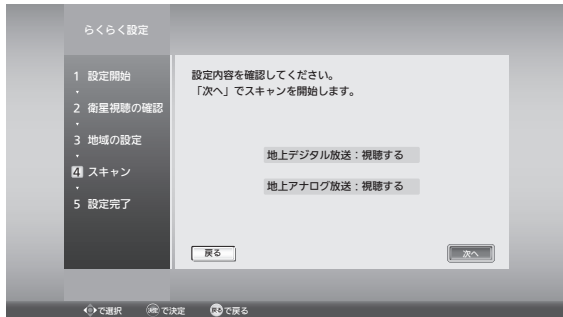 らくらく設定
1 設定開始
2 衛星視聴の確認
3 地域の設定
4 スキャン
5 設定完了
設定内容を確認してください。
「次へ」でスキャンを開始します。
地上デジタル放送：視聴する
地上アナログ放送：視聴する
戻る
次へ
で選択 決定 で決定 戻る で戻る